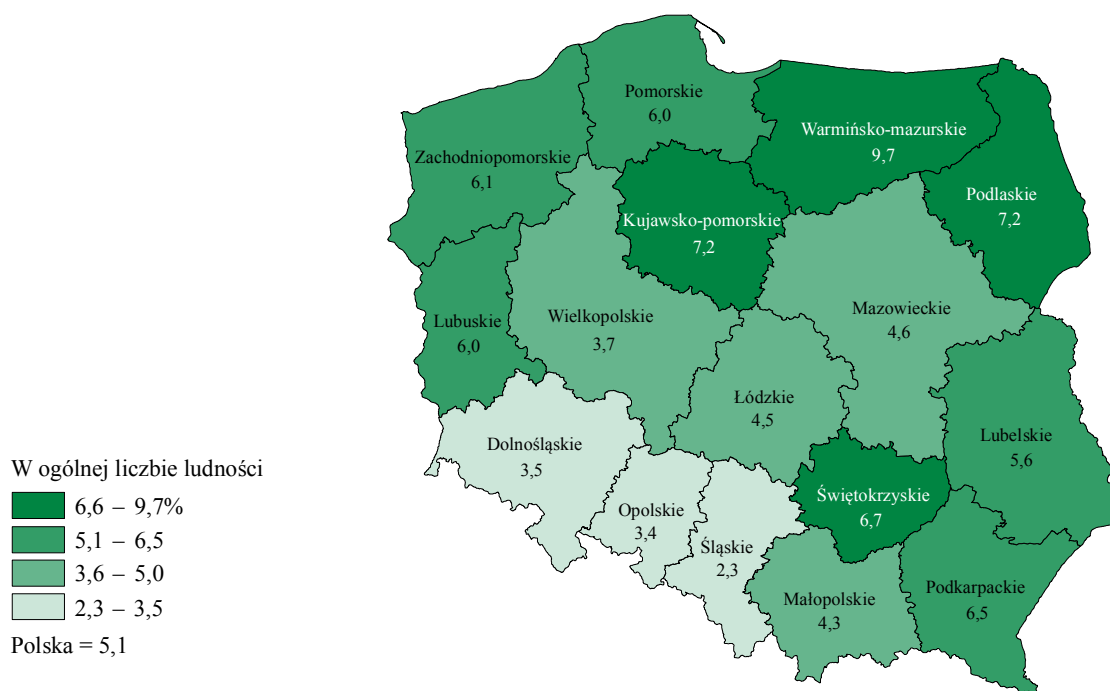 Pomorskie
6,0
Warmińsko-mazurskie
9,7
Zachodniopomorskie
6,1
Podlaskie
7,2
Kujawsko-pomorskie
7,2
Mazowieckie
4,6
Wielkopolskie
3,7
Lubuskie
6,0
Łódzkie
4,5
Lubelskie
5,6
Dolnośląskie
3,5
Świętokrzyskie
6,7
Opolskie
3,4
Śląskie
2,3
Podkarpackie
6,5
Małopolskie
4,3
W ogólnej liczbie ludności
6,6 – 9,7%
5,1 – 6,5
3,6 – 5,0
2,3 – 3,5
Polska = 5,1